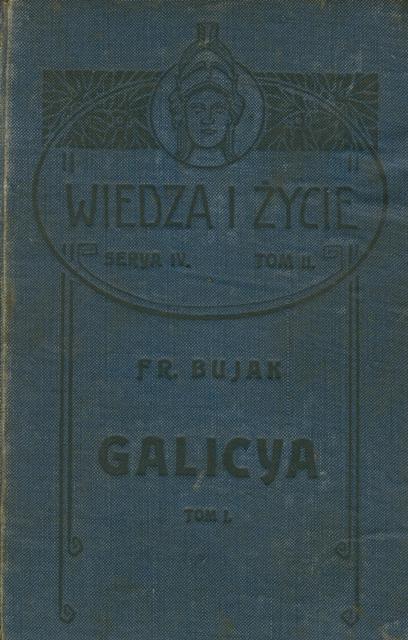 WIEDZA I ŻYCIE
SERYA IV. TOM II.
FR. BUJAK
GALICYA
TOM I.